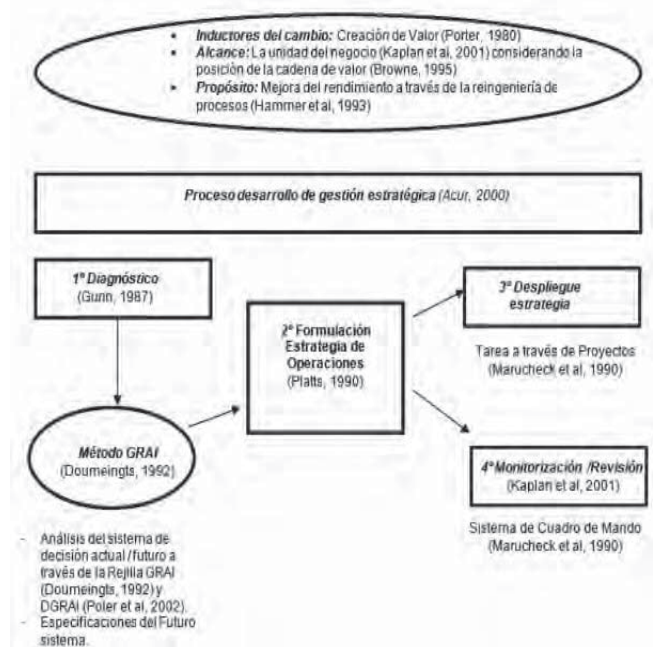 • Inductores del cambio: Creación de Valor (Porter, 1980)
• Alcance: La unidad del negocio (Kaplan et al, 2001) considerando la
posición de la cadena de valor (Browne, 1995)
• Propósito: Mejora del rendimiento a través de la reingeniería de
procesos (Hammer et al, 1993)
Proceso desarrollo de gestión estratégica (Acur, 2000)
1º Diagnóstico
(Gunn, 1987)
2º Formulación
Estrategia de
Operaciones
(Platts, 1990)
3º Despliegue
estrategia
Tarea a través de Proyectos
(Marucheck et al, 1990)
Método GRAI
(Doumeingts, 1992)
4º Monitorización /Revisión
(Kaplan et al, 2001)
Sistema de Cuadro de Mando
(Marucheck et al, 1990)
- Análisis del sistema de
decisión actual /futuro a
través de la Rejilla GRAI
(Doumeingts, 1992) y
DGRAI (Poler et al, 2002).
- Especificaciones del Futuro
sistema.